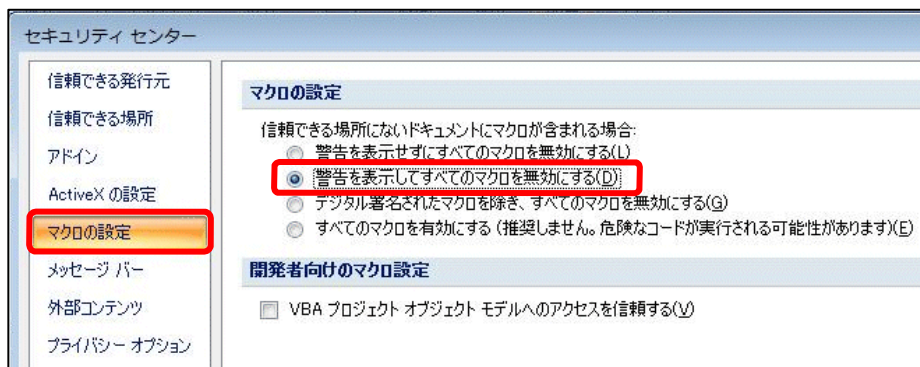 セキュリティ センター
信頼できる発行元
信頼できる場所
アドイン
ActiveX の設定
マクロの設定
メッセージ バー
外部コンテンツ
プライバシー オプション
マクロの設定
信頼できる場所にないドキュメントにマクロが含まれる場合:
警告を表示せずにすべてのマクロを無効にする(L)
警告を表示してすべてのマクロを無効にする(D)
デジタル署名されたマクロを除き、すべてのマクロを無効にする(G)
すべてのマクロを有効にする (推奨しません。危険なコードが実行される可能性があります)(E)
開発者向けのマクロ設定
VBA プロジェクト オブジェクト モデルへのアクセスを信頼する(V)